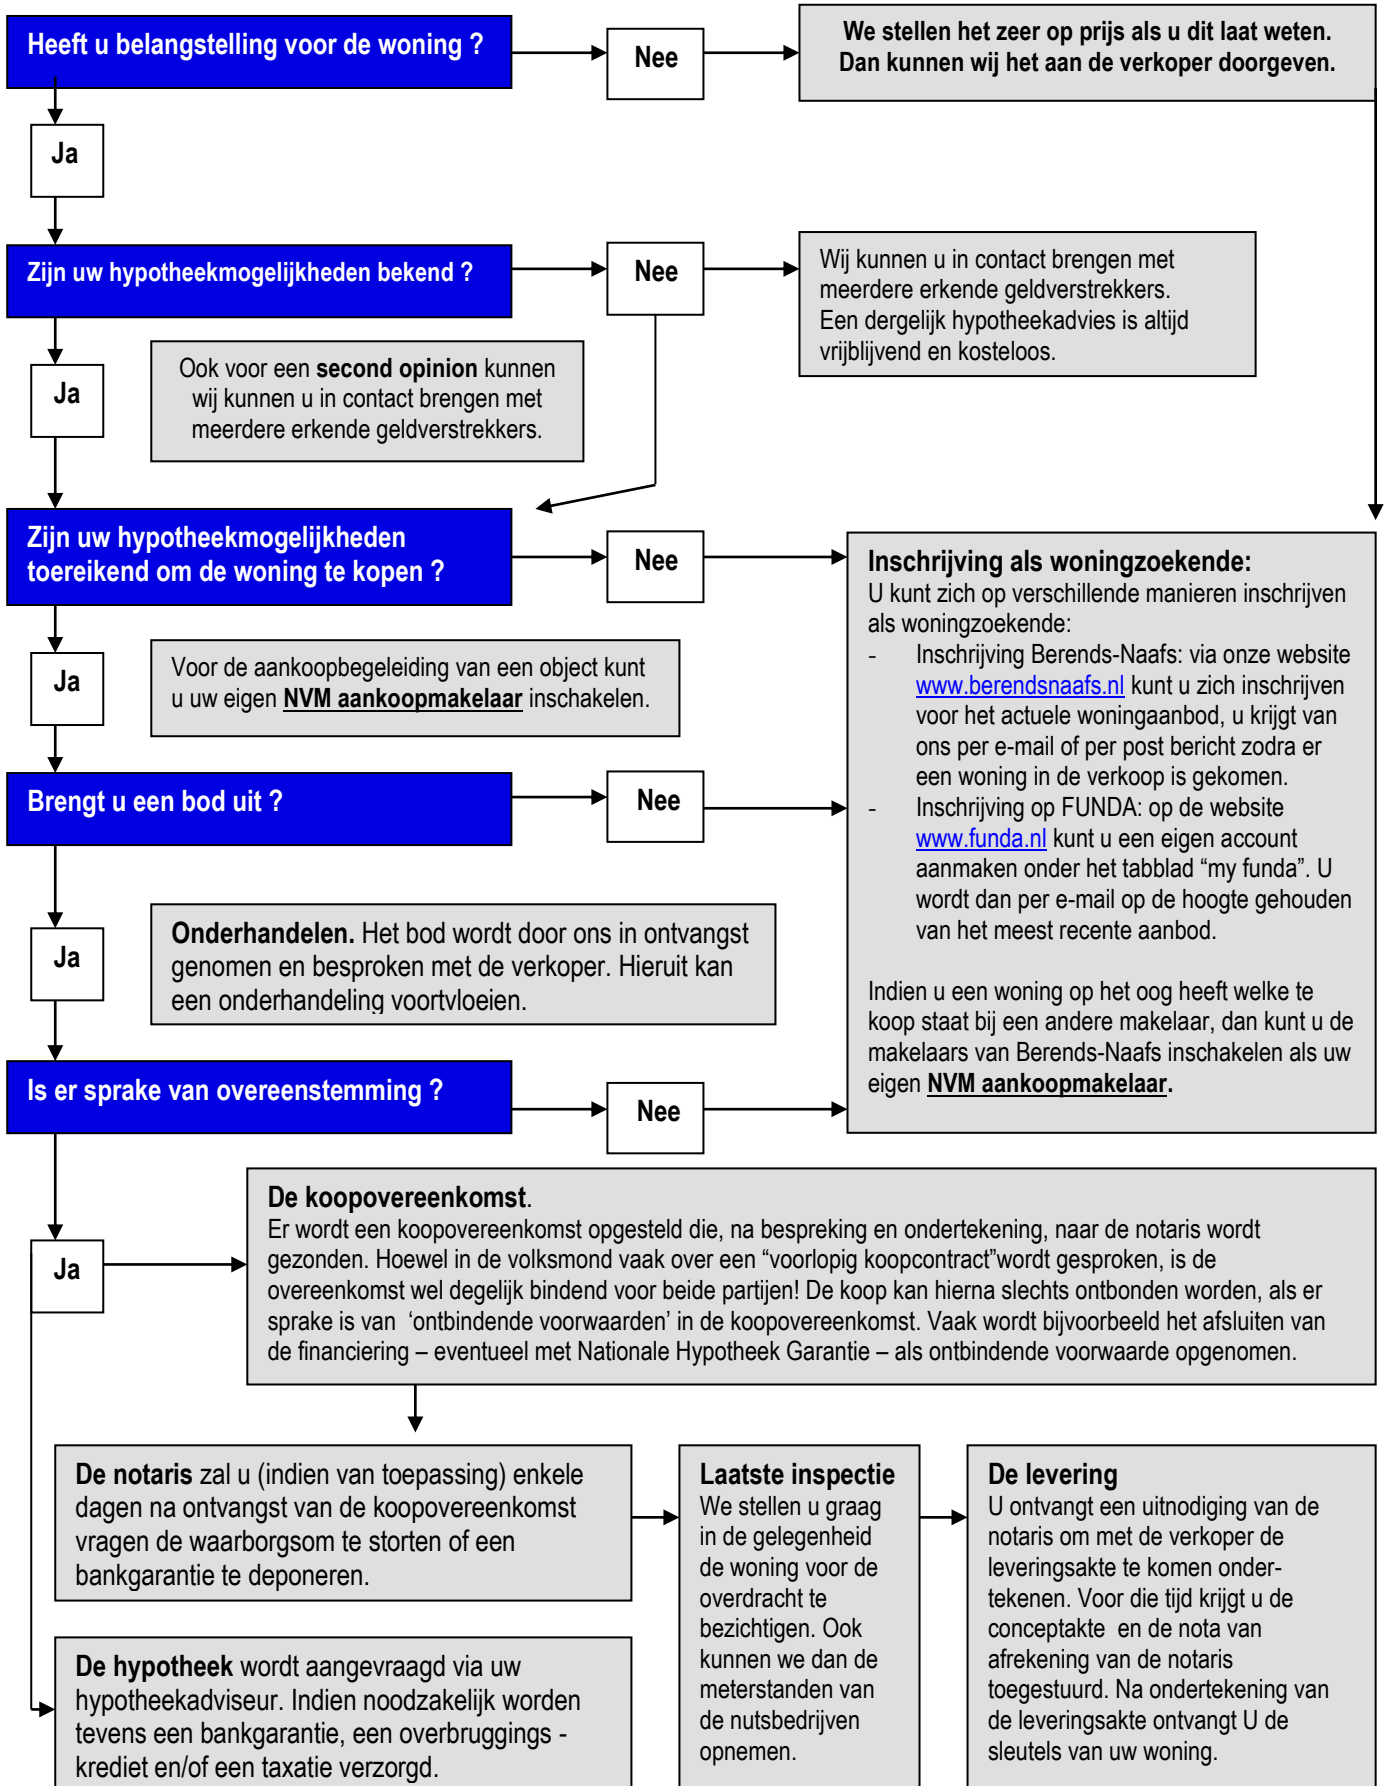 Heeft u belangstelling voor de woning ?
Nee
We stellen het zeer op prijs als u dit laat weten.
Dan kunnen wij het aan de verkoper doorgeven.
Ja
Zijn uw hypotheekmogelijkheden bekend ?
Nee
Wij kunnen u in contact brengen met
meerdere erkende geldverstrekkers.
Een dergelijk hypotheekadvies is altijd
vrijblijvend en kosteloos.
Ja
Ook voor een second opinion kunnen
wij kunnen u in contact brengen met
meerdere erkende geldverstrekkers.
Zijn uw hypotheekmogelijkheden
toereikend om de woning te kopen ?
Nee
Inschrijving als woningzoekende:
U kunt zich op verschillende manieren inschrijven
als woningzoekende:
- Inschrijving Berends-Naafs: via onze website
www.berendsnaafs.nl kunt u zich inschrijven
voor het actuele woningaanbod, u krijgt van
ons per e-mail of per post bericht zodra er
een woning in de verkoop is gekomen.
- Inschrijving op FUNDA: op de website
www.funda.nl kunt u een eigen account
aanmaken onder het tabblad “my funda”. U
wordt dan per e-mail op de hoogte gehouden
van het meest recente aanbod.
Indien u een woning op het oog heeft welke te
koop staat bij een andere makelaar, dan kunt u de
makelaars van Berends-Naafs inschakelen als uw
eigen NVM aankoopmakelaar.
Ja
Voor de aankoopbegeleiding van een object kunt
u uw eigen NVM aankoopmakelaar inschakelen.
Brengt u een bod uit ?
Nee
Ja
Onderhandelen. Het bod wordt door ons in ontvangst
genomen en besproken met de verkoper. Hieruit kan
een onderhandeling voortvloeien.
Is er sprake van overeenstemming ?
Nee
Ja
De koopovereenkomst.
Er wordt een koopovereenkomst opgesteld die, na bespreking en ondertekening, naar de notaris wordt
gezonden. Hoewel in de volksmond vaak over een “voorlopig koopcontract”wordt gesproken, is de
overeenkomst wel degelijk bindend voor beide partijen! De koop kan hierna slechts ontbonden worden, als er
sprake is van ‘ontbindende voorwaarden’ in de koopovereenkomst. Vaak wordt bijvoorbeeld het afsluiten van
de financiering – eventueel met Nationale Hypotheek Garantie – als ontbindende voorwaarde opgenomen.
De notaris zal u (indien van toepassing) enkele
dagen na ontvangst van de koopovereenkomst
vragen de waarborgsom te storten of een
bankgarantie te deponeren.
De hypotheek wordt aangevraagd via uw
hypotheekadviseur. Indien noodzakelijk worden
tevens een bankgarantie, een overbruggings -
krediet en/of een taxatie verzorgd.
Laatste inspectie
We stellen u graag
in de gelegenheid
de woning voor de
overdracht te
bezichtigen. Ook
kunnen we dan de
meterstanden van
de nutsbedrijven
opnemen.
De levering
U ontvangt een uitnodiging van de
notaris om met de verkoper de
leveringsakte te komen onder-
tekenen. Voor die tijd krijgt u de
conceptakte en de nota van
afrekening van de notaris
toegestuurd. Na ondertekening van
de leveringsakte ontvangt U de
sleutels van uw woning.